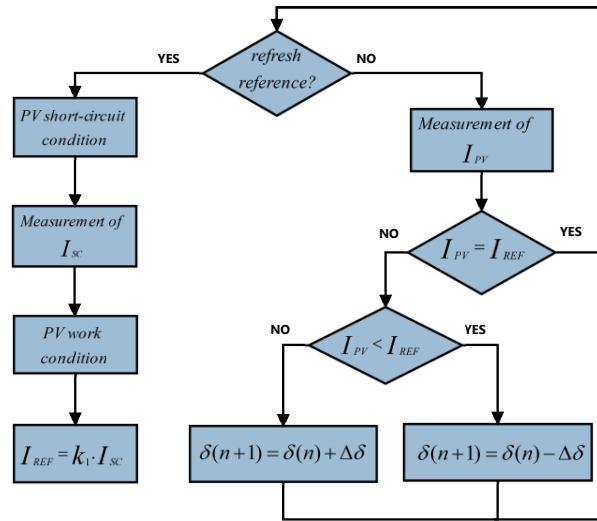 refresh
reference?
YES
NO
PV short-circuit
condition
Measurement of
I_SC
PV work
condition
I_REF = k_1 · I_SC
Measurement of
I_PV
I_PV = I_REF
NO
YES
I_PV < I_REF
NO
YES
δ(n+1) = δ(n) + Δδ
δ(n+1) = δ(n) − Δδ